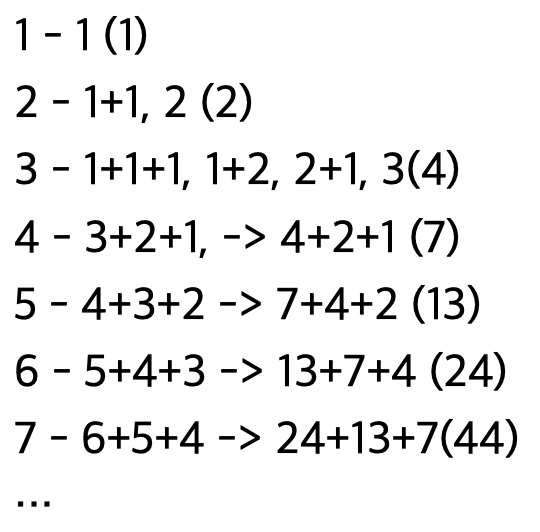 1 - 1 (1)
2 - 1+1, 2 (2)
3 - 1+1+1, 1+2, 2+1, 3(4)
4 - 3+2+1, -> 4+2+1 (7)
5 - 4+3+2 -> 7+4+2 (13)
6 - 5+4+3 -> 13+7+4 (24)
7 - 6+5+4 -> 24+13+7(44)
...